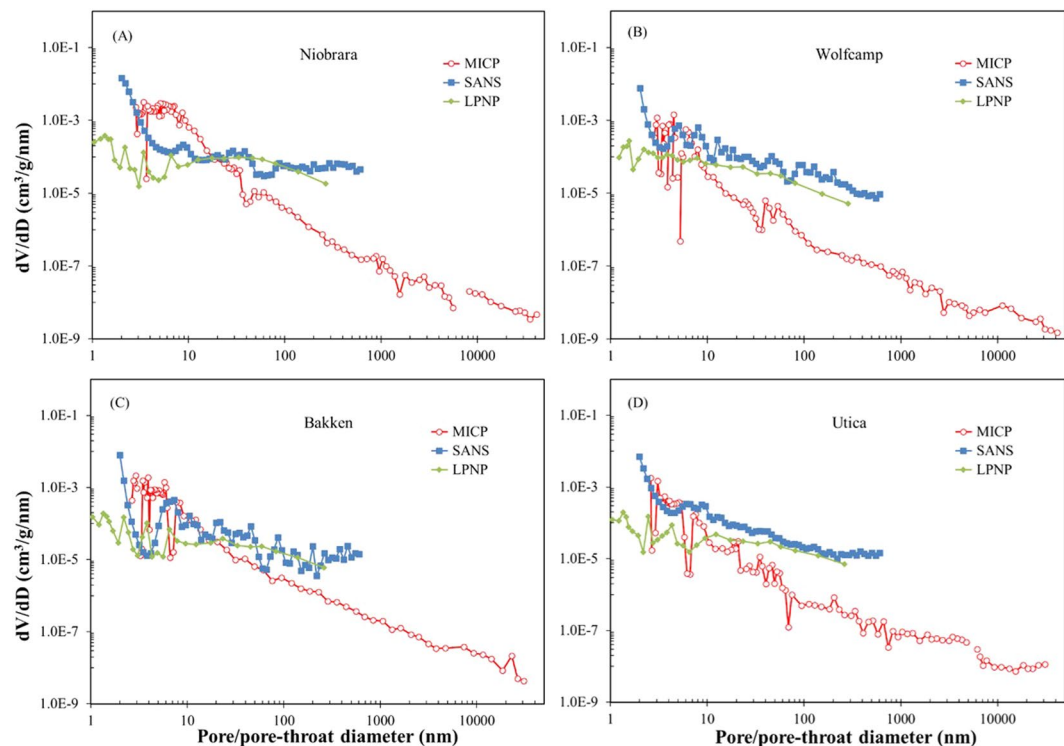 (A)
Niobrara
MICP
SANS
LPNP
1.0E-1
1.0E-3
1.0E-5
1.0E-7
1.0E-9
1 10 100 1000 10000
(B)
Wolfcamp
MICP
SANS
LPNP
1.0E-1
1.0E-3
1.0E-5
1.0E-7
1.0E-9
1 10 100 1000 10000
dV/dD (cm³/g/nm)
(C)
Bakken
MICP
SANS
LPNP
1.0E-1
1.0E-3
1.0E-5
1.0E-7
1.0E-9
1 10 100 1000 10000
Pore/pore-throat diameter (nm)
dV/dD (cm³/g/nm)
(D)
Utica
MICP
SANS
LPNP
1.0E-1
1.0E-3
1.0E-5
1.0E-7
1.0E-9
1 10 100 1000 10000
Pore/pore-throat diameter (nm)